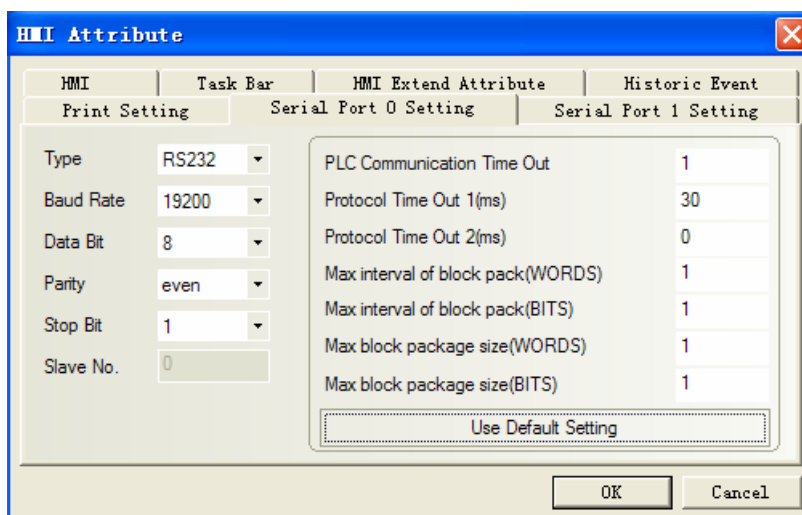 HMI Attribute
HMI
Task Bar
HMI Extend Attribute
Historic Event
Print Setting
Serial Port 0 Setting
Serial Port 1 Setting
Type
RS232
Baud Rate
19200
Data Bit
8
Parity
even
Stop Bit
1
Slave No.
0
PLC Communication Time Out
1
Protocol Time Out 1(ms)
30
Protocol Time Out 2(ms)
0
Max interval of block pack(WORDS)
1
Max interval of block pack(BITS)
1
Max block package size(WORDS)
1
Max block package size(BITS)
1
Use Default Setting
OK
Cancel